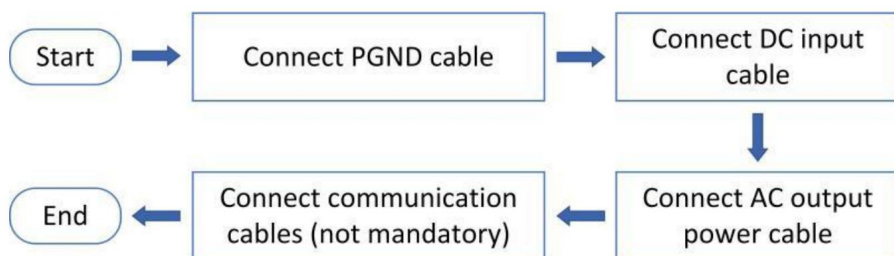 Start
Connect PGND cable
Connect DC input
cable
Connect AC output
power cable
Connect communication
cables (not mandatory)
End